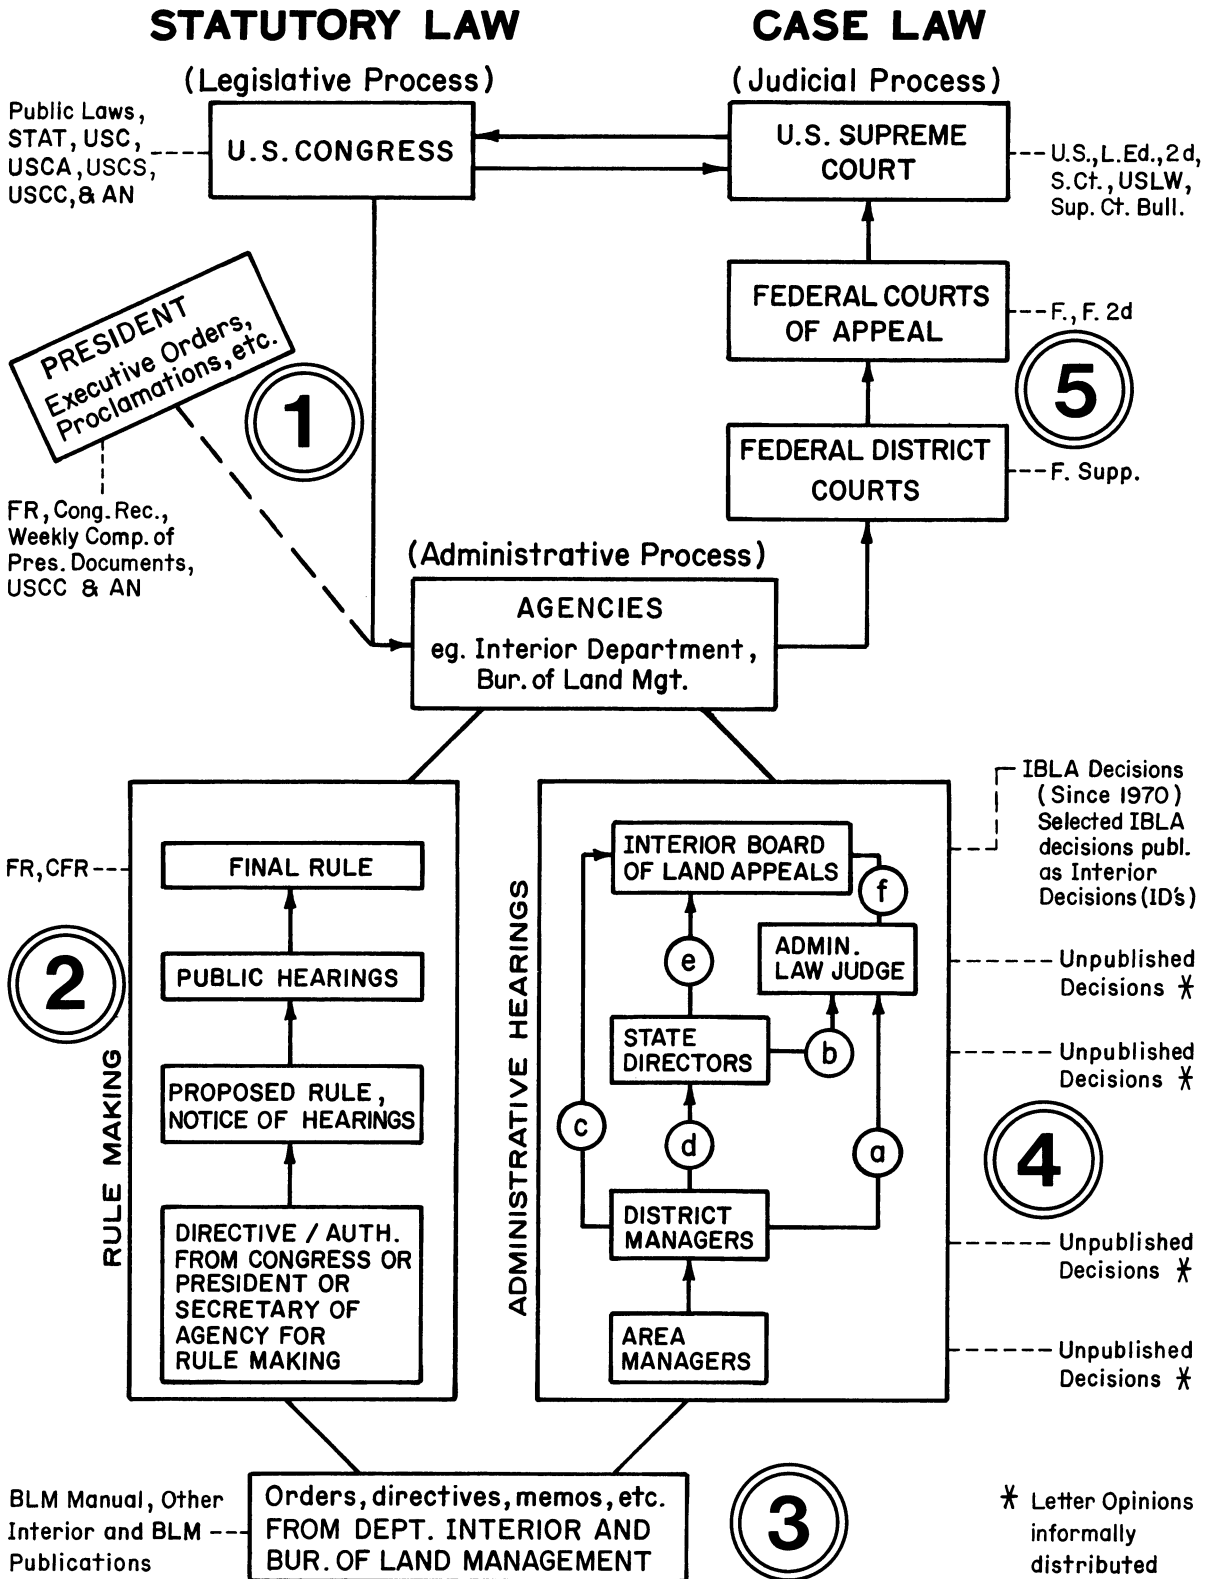 STATUTORY LAW
(Legislative Process)
Public Laws,
STAT, USC,
USCA, USCS,
USCC, & AN
U.S. CONGRESS
CASE LAW
(Judicial Process)
U.S. SUPREME
COURT
U.S., L.Ed., 2d,
S.Ct., USLW,
Sup. Ct. Bull.
PRESIDENT
Executive Orders,
Proclamations, etc.
1
FR, Cong. Rec.,
Weekly Comp. of
Pres. Documents,
USCC & AN
FEDERAL COURTS
OF APPEAL
F., F. 2d
5
FEDERAL DISTRICT
COURTS
F. Supp.
(Administrative Process)
AGENCIES
eg. Interior Department,
Bur. of Land Mgt.
FR, CFR
2
RULE MAKING
FINAL RULE
PUBLIC HEARINGS
PROPOSED RULE,
NOTICE OF HEARINGS
DIRECTIVE / AUTH.
FROM CONGRESS OR
PRESIDENT OR
SECRETARY OF
AGENCY FOR
RULE MAKING
ADMINISTRATIVE HEARINGS
INTERIOR BOARD
OF LAND APPEALS
f
e
ADMIN.
LAW JUDGE
STATE
DIRECTORS
b
c
d
a
DISTRICT
MANAGERS
AREA
MANAGERS
IBLA Decisions
(Since 1970)
Selected IBLA
decisions publ.
as Interior
Decisions (ID's)
Unpublished
Decisions *
Unpublished
Decisions *
4
Unpublished
Decisions *
Unpublished
Decisions *
BLM Manual, Other
Interior and BLM
Publications
Orders, directives, memos, etc.
FROM DEPT. INTERIOR AND
BUR. OF LAND MANAGEMENT
3
* Letter Opinions
informally
distributed